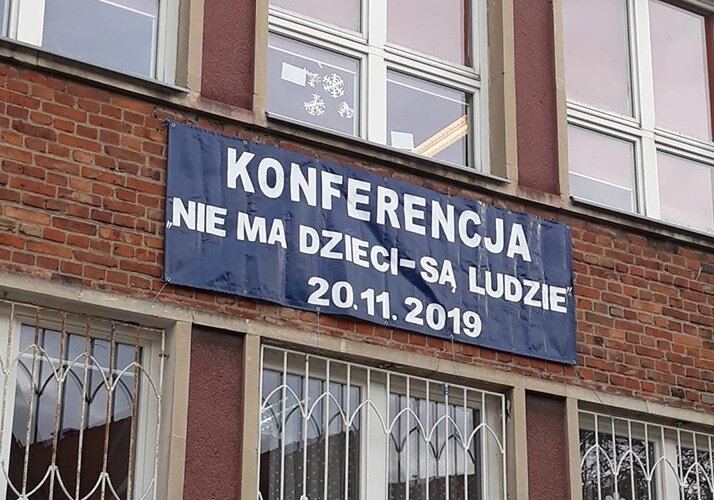 KONFERENCJA
„NIE MA DZIECI-SĄ LUDZIE"
20.11.2019